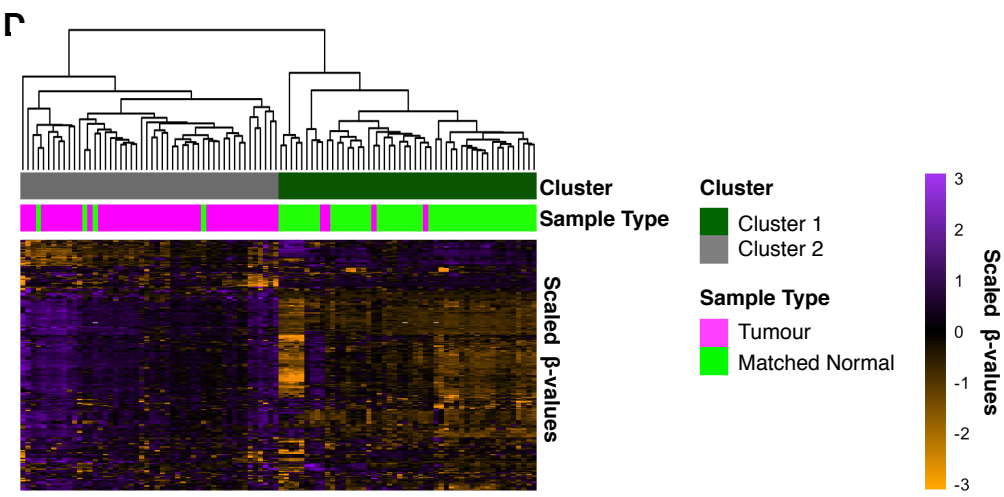 Cluster
Sample Type
Scaled β-values
Cluster
Cluster 1
Cluster 2
Sample Type
Tumour
Matched Normal
3
2
1
0
-1
-2
-3
Scaled β-values